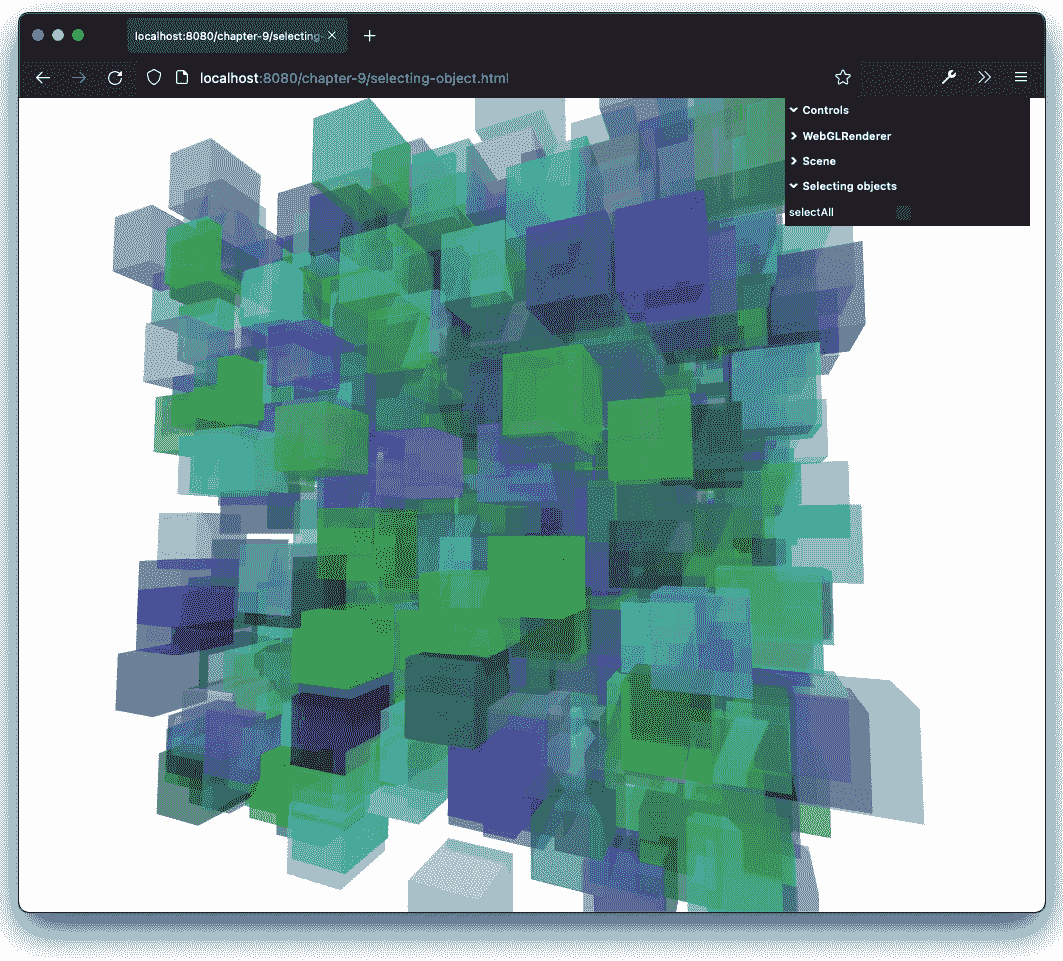 localhost:8080/chapter-9/selecting-
localhost:8080/chapter-9/selecting-object.html
Controls
WebGLRenderer
Scene
Selecting objects
selectAll